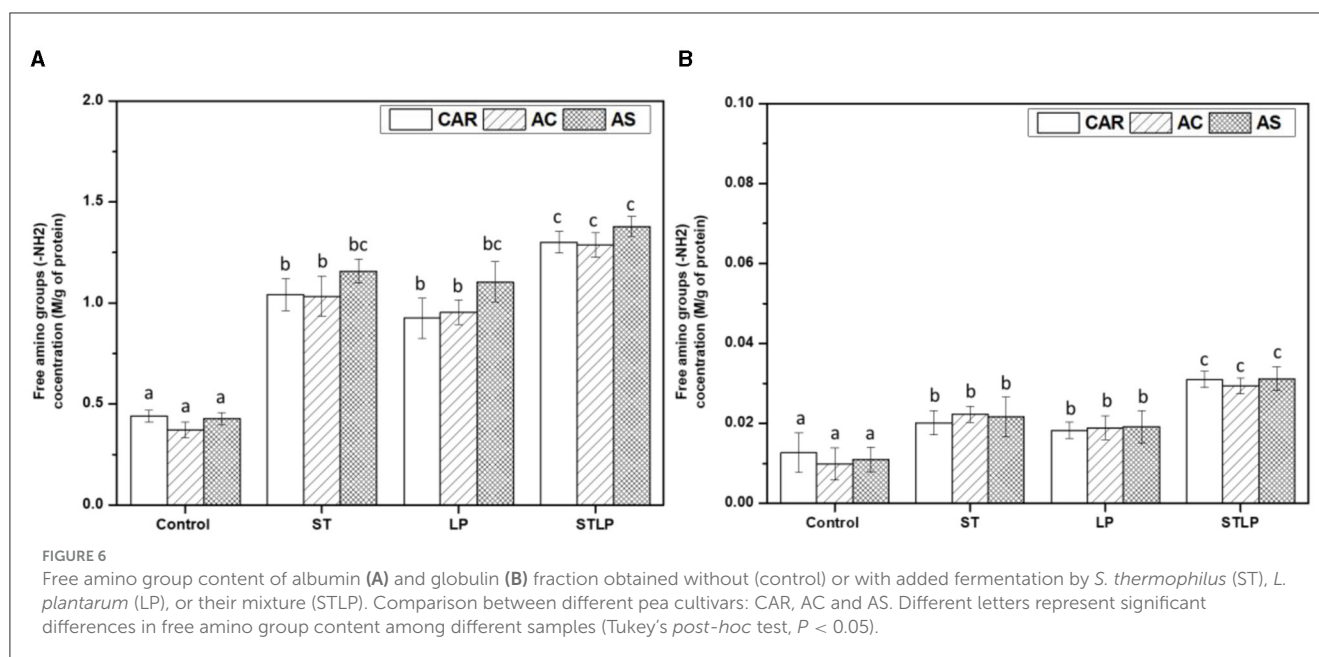 A
B
2.0
1.5
1.0
0.5
0.0
Free amino groups (-NH2)
cocentration (M/g of protein)
CAR AC AS
a a a
b b bc
b b bc
c c c
Control ST LP STLP
0.10
0.08
0.06
0.04
0.02
0.00
Free amino groups (-NH2)
cocentration (M/g of protein)
CAR AC AS
a a a
b b b
b b b
c c c
Control ST LP STLP
FIGURE 6
Free amino group content of albumin (A) and globulin (B) fraction obtained without (control) or with added fermentation by S. thermophilus (ST), L.
plantarum (LP), or their mixture (STLP). Comparison between different pea cultivars: CAR, AC and AS. Different letters represent significant
differences in free amino group content among different samples (Tukey's post-hoc test, P < 0.05).